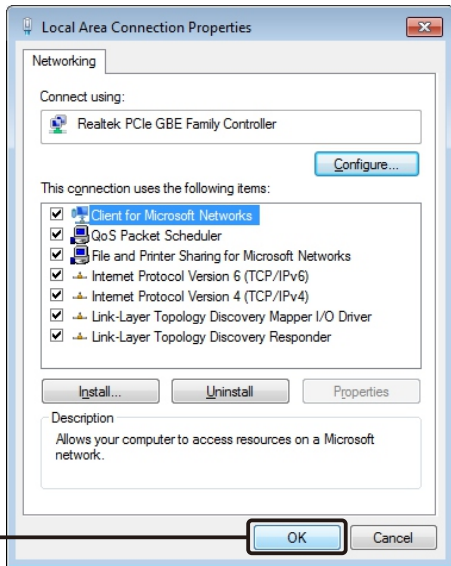 Local Area Connection Properties
Networking
Connect using:
Realtek PCIe GBE Family Controller
Configure...
This connection uses the following items:
Client for Microsoft Networks
QoS Packet Scheduler
File and Printer Sharing for Microsoft Networks
Internet Protocol Version 6 (TCP/IPv6)
Internet Protocol Version 4 (TCP/IPv4)
Link-Layer Topology Discovery Mapper I/O Driver
Link-Layer Topology Discovery Responder
Install... Uninstall Properties
Description
Allows your computer to access resources on a Microsoft
network.
OK Cancel